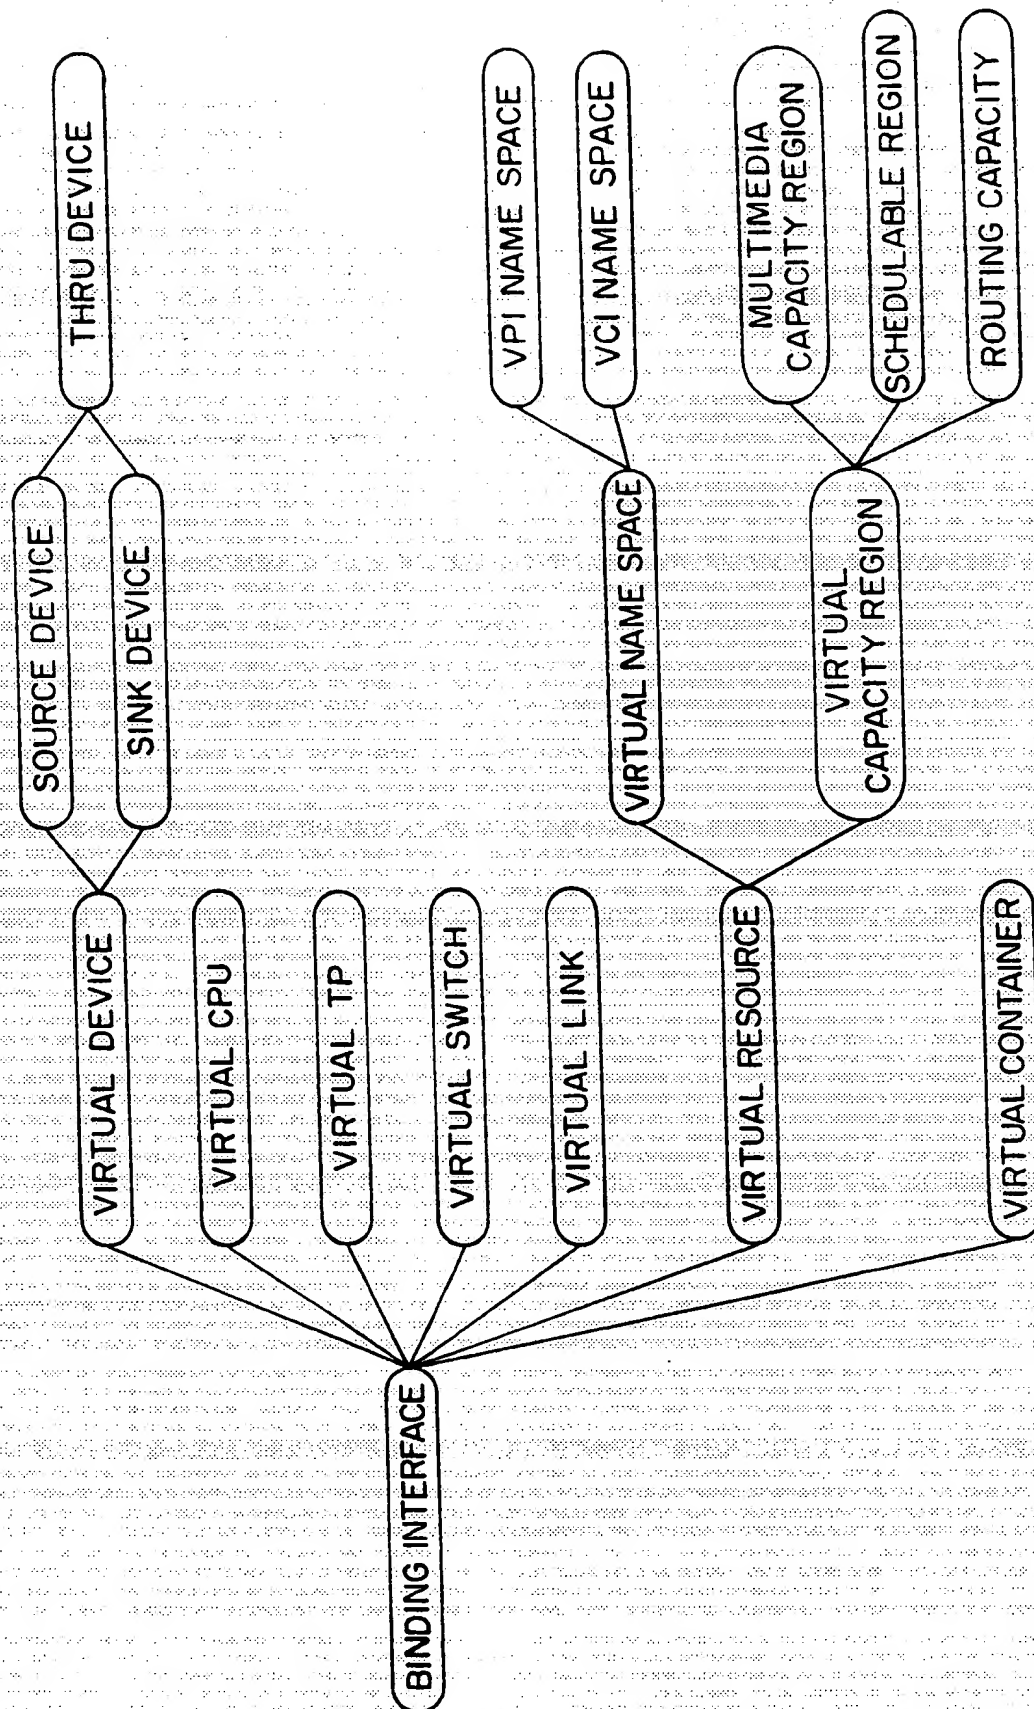 BINDING INTERFACE
VIRTUAL DEVICE
VIRTUAL CPU
VIRTUAL TP
VIRTUAL SWITCH
VIRTUAL LINK
VIRTUAL RESOURCE
VIRTUAL CONTAINER
SOURCE DEVICE
SINK DEVICE
VIRTUAL NAME SPACE
VIRTUAL
CAPACITY REGION
THRU DEVICE
VPI NAME SPACE
VCI NAME SPACE
MULTIMEDIA
CAPACITY REGION
SCHEDULABLE REGION
ROUTING CAPACITY